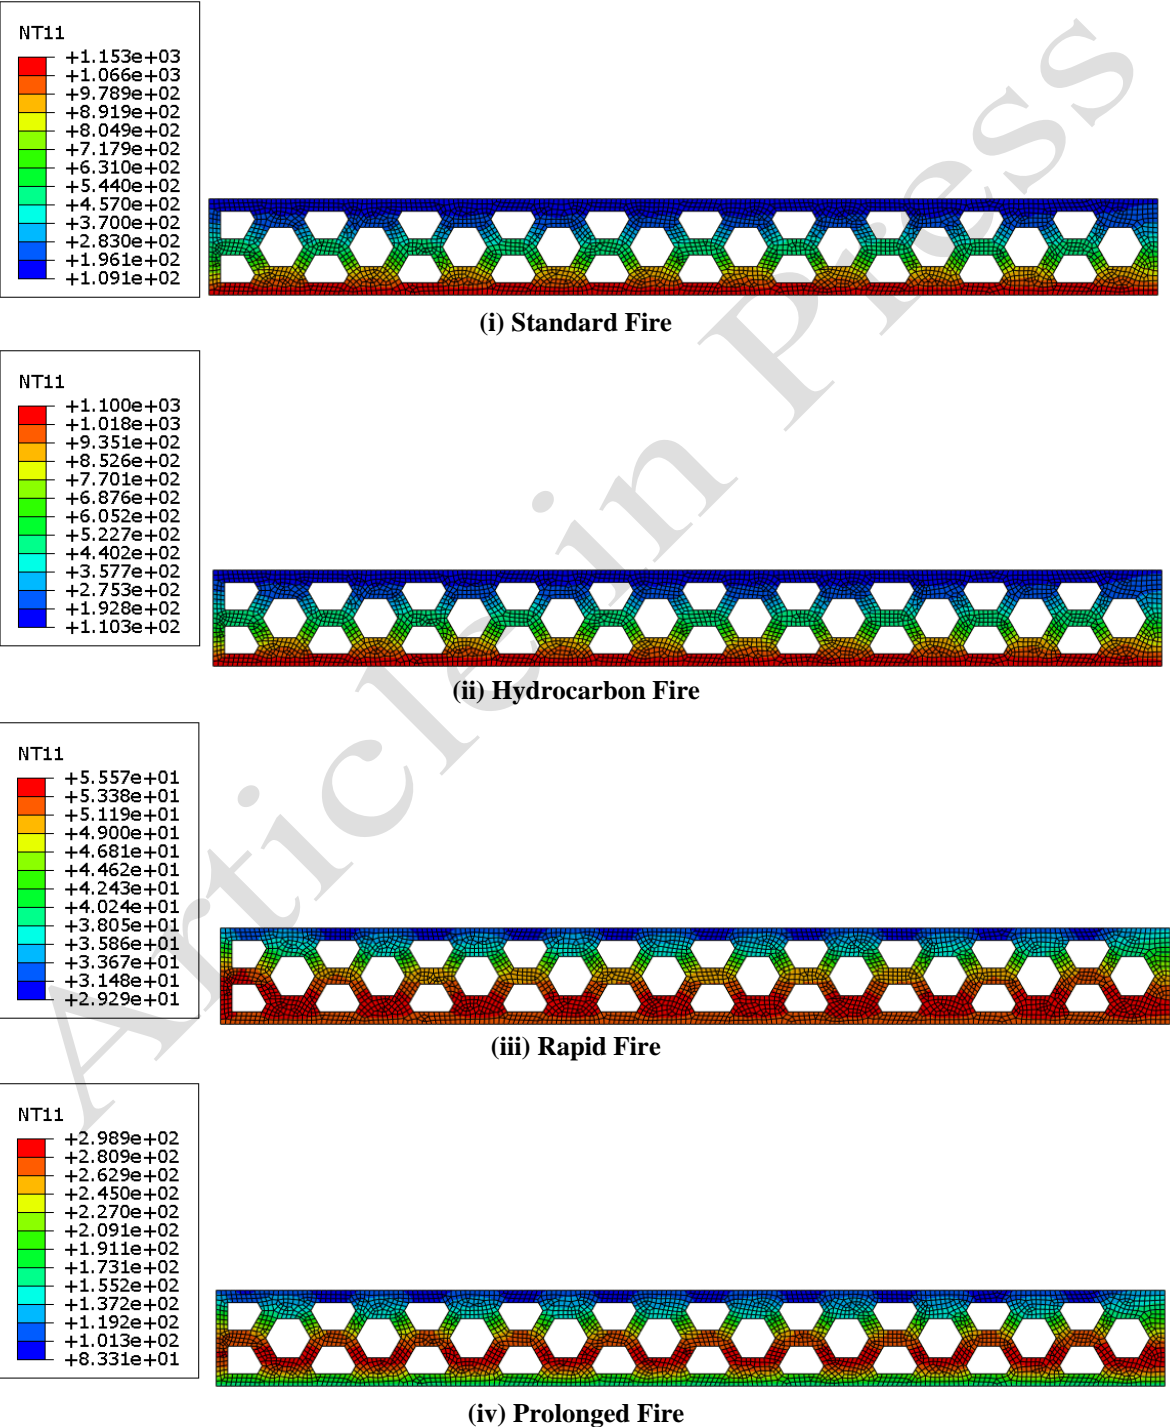 NT11
+1.153e+03
+1.066e+03
+9.789e+02
+8.919e+02
+8.049e+02
+7.179e+02
+6.310e+02
+5.440e+02
+4.570e+02
+3.700e+02
+2.830e+02
+1.961e+02
+1.091e+02
(i) Standard Fire
NT11
+1.100e+03
+1.018e+03
+9.351e+02
+8.526e+02
+7.701e+02
+6.876e+02
+6.052e+02
+5.227e+02
+4.402e+02
+3.577e+02
+2.753e+02
+1.928e+02
+1.103e+02
(ii) Hydrocarbon Fire
NT11
+5.557e+01
+5.338e+01
+5.119e+01
+4.900e+01
+4.681e+01
+4.462e+01
+4.243e+01
+4.024e+01
+3.805e+01
+3.586e+01
+3.367e+01
+3.148e+01
+2.929e+01
(iii) Rapid Fire
NT11
+2.989e+02
+2.809e+02
+2.629e+02
+2.450e+02
+2.270e+02
+2.091e+02
+1.911e+02
+1.731e+02
+1.552e+02
+1.372e+02
+1.192e+02
+1.013e+02
+8.331e+01
(iv) Prolonged Fire
Article in Press